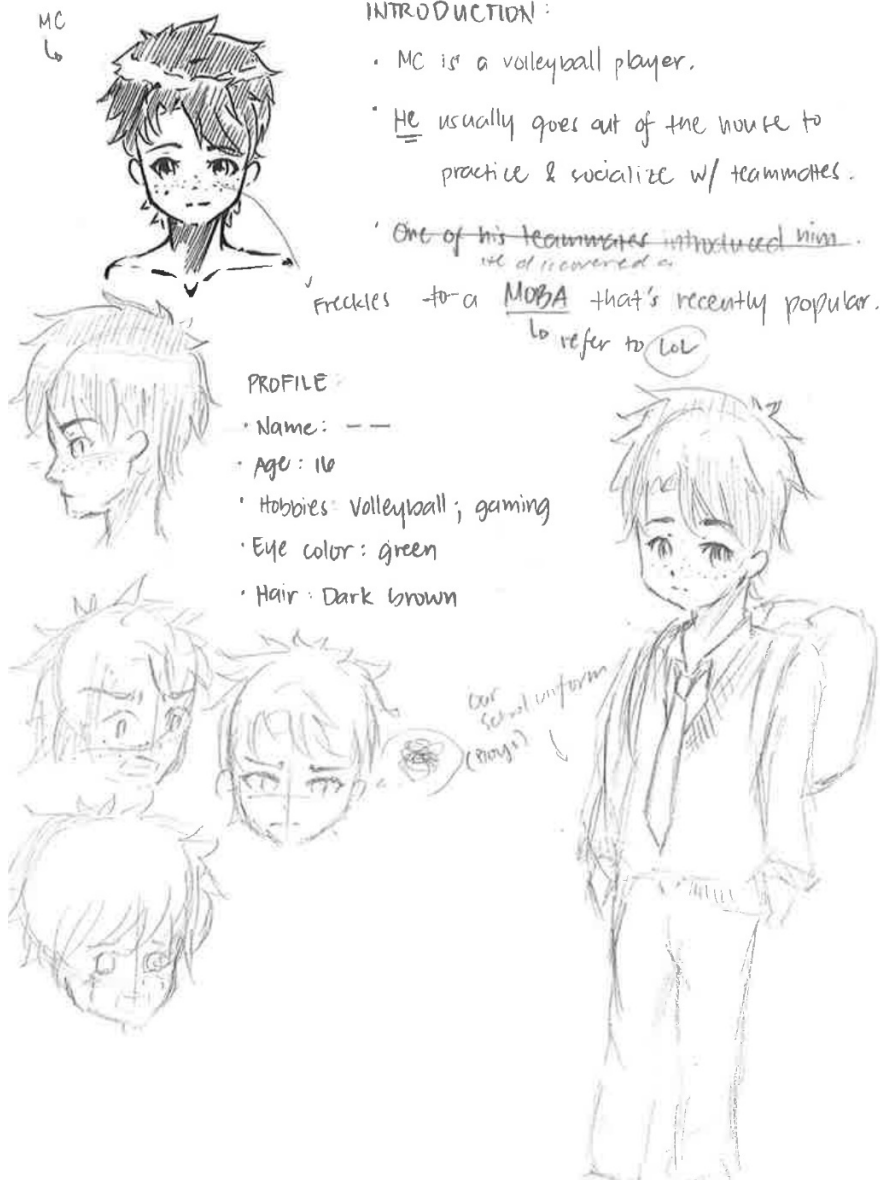 MC
INTRODUCTION:
· MC is a volleyball player.
· He usually goes out of the house to
practice & socialize w/ teammates.
· One of his teammates introduced him.
He discovered a
to a MOBA that's recently popular.
Freckles
refer to LoL
PROFILE:
· Name: — —
· Age: 16
· Hobbies: Volleyball; gaming
· Eye color: green
· Hair: Dark brown
our
school uniform
(Boys)